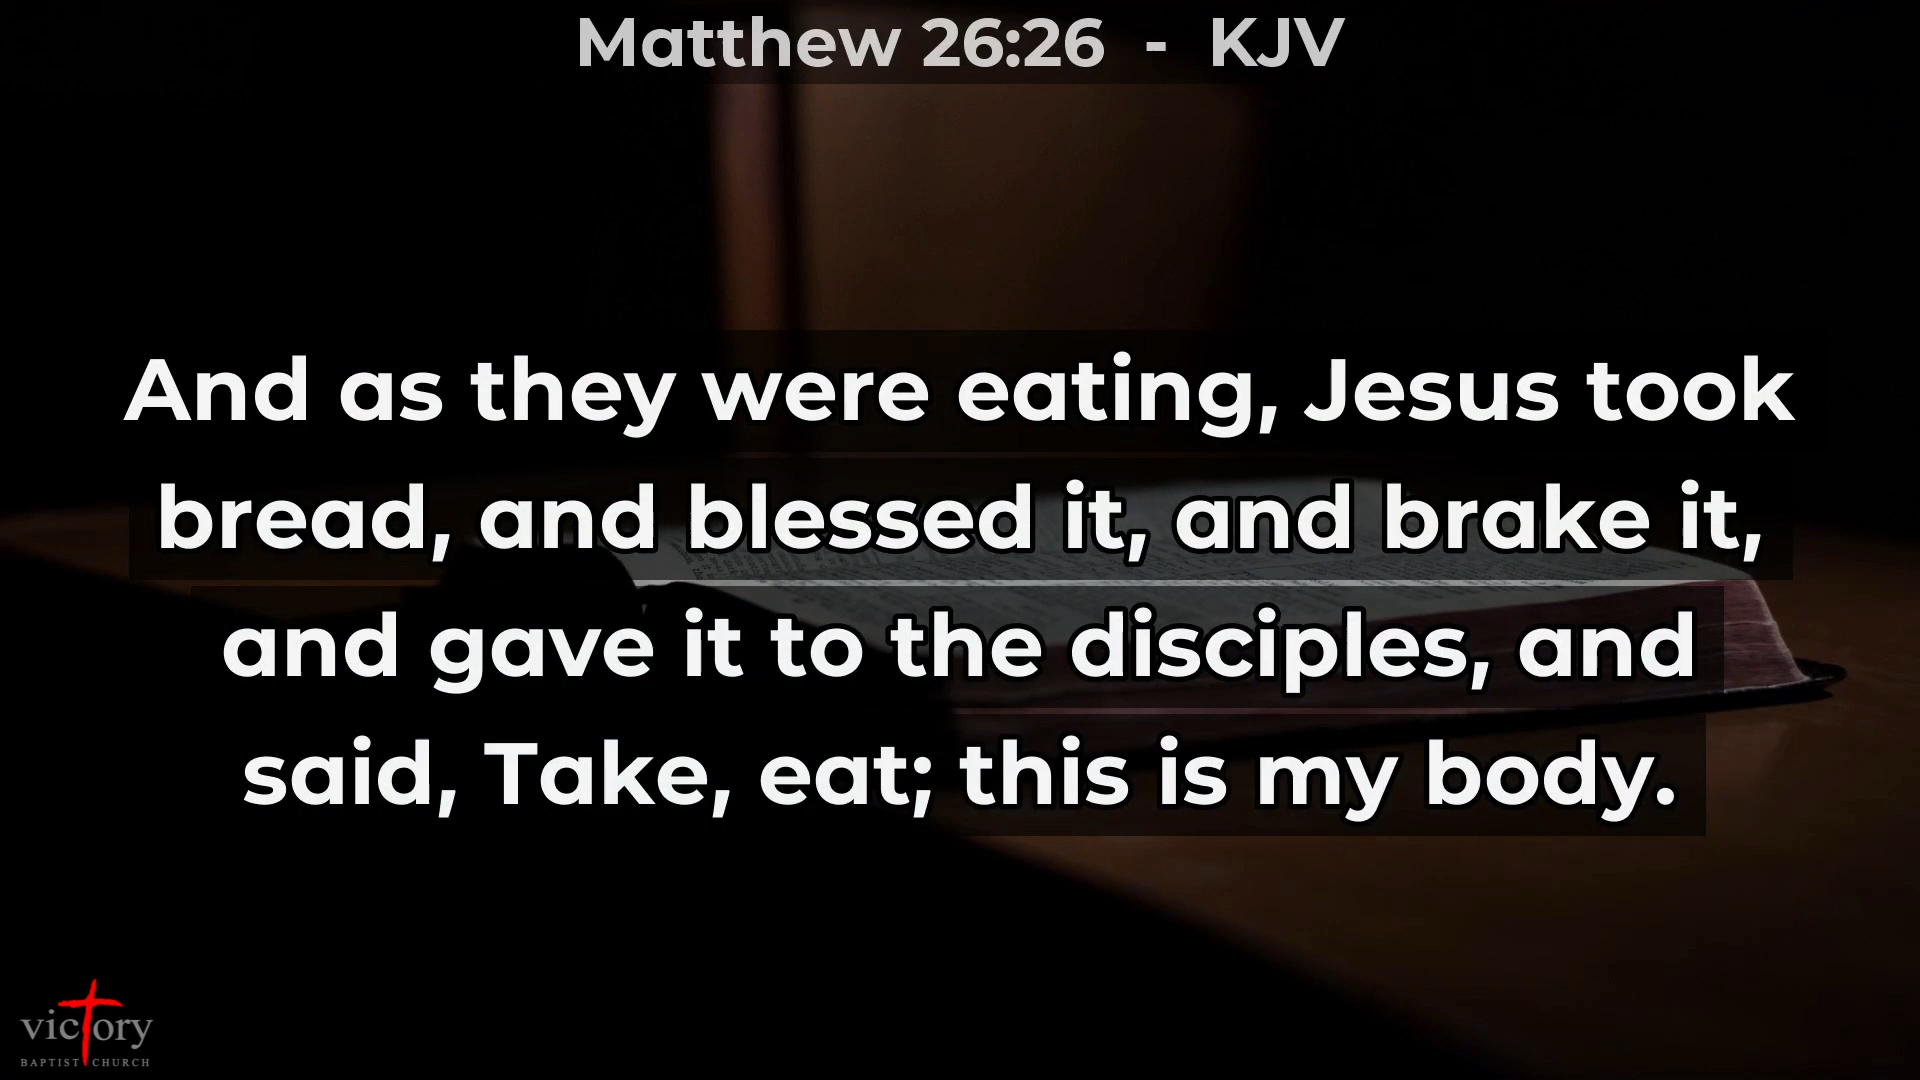 Matthew 26:26 - KJV
And as they were eating, Jesus took
bread, and blessed it, and brake it,
and gave it to the disciples, and
said, Take, eat; this is my body.
victory
BAPTIST CHURCH